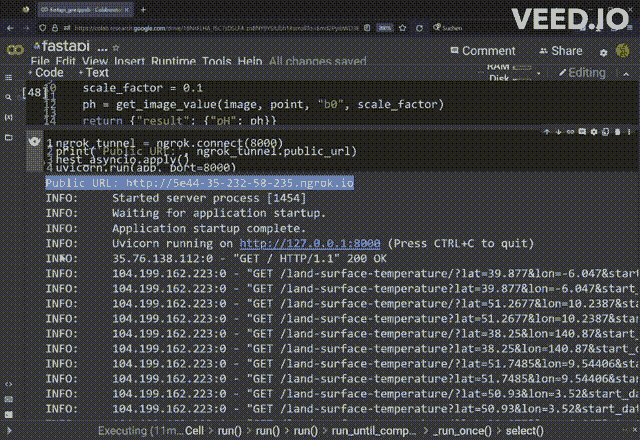 fastapi_gee.ipynb - Colaborator
VEED.IO
Suchen
fastapi ...
Comment
Share
File Edit View Insert Runtime Tools Help All changes saved
+ Code + Text
RAM
Disk
Editing
[48]
10 scale_factor = 0.1
12 ph = get_image_value(image, point, "b0", scale_factor)
14 return {"result": {"pH": ph}}
1 ngrok_tunnel = ngrok.connect(8000)
2 print('Public URL:', ngrok_tunnel.public_url)
3 nest_asyncio.apply()
4 uvicorn.run(app, port=8000)
Public URL: http://5e44-35-232-50-235.ngrok.io
INFO: Started server process [1454]
INFO: Waiting for application startup.
INFO: Application startup complete.
INFO: Uvicorn running on http://127.0.0.1:8000 (Press CTRL+C to quit)
INFO: 35.76.138.112:0 - "GET / HTTP/1.1" 200 OK
INFO: 104.199.162.223:0 - "GET /land-surface-temperature/?lat=39.877&lon=-6.047&start
INFO: 104.199.162.223:0 - "GET /land-surface-temperature/?lat=39.877&lon=-6.047&start
INFO: 104.199.162.223:0 - "GET /land-surface-temperature/?lat=51.2677&lon=10.2387&start
INFO: 104.199.162.223:0 - "GET /land-surface-temperature/?lat=51.2677&lon=10.2387&start
INFO: 104.199.162.223:0 - "GET /land-surface-temperature/?lat=38.25&lon=140.87&start_d
INFO: 104.199.162.223:0 - "GET /land-surface-temperature/?lat=38.25&lon=140.87&start_d
INFO: 104.199.162.223:0 - "GET /land-surface-temperature/?lat=51.7485&lon=9.54406&start
INFO: 104.199.162.223:0 - "GET /land-surface-temperature/?lat=51.7485&lon=9.54406&start
INFO: 104.199.162.223:0 - "GET /land-surface-temperature/?lat=50.93&lon=3.52&start_dat
INFO: 104.199.162.223:0 - "GET /land-surface-temperature/?lat=50.93&lon=3.52&start_dat
Executing (11m... Cell > run() > run() > run() > run_until_comp... > _run_once() > select()